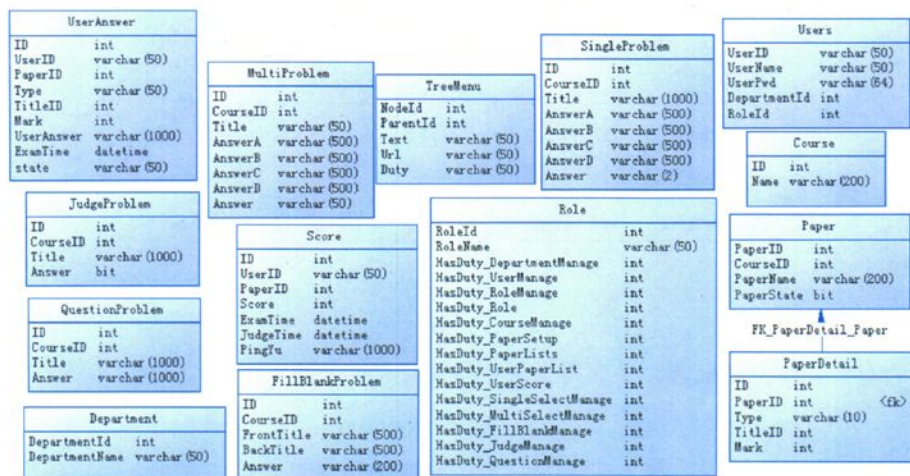 UserAnswer
ID int
UserID varchar(50)
PaperID int
Type varchar(50)
TitleID int
Mark int
UserAnswer varchar(1000)
ExamTime datetime
state varchar(50)
MultiProblem
ID int
CourseID int
Title varchar(50)
AnswerA varchar(500)
AnswerB varchar(500)
AnswerC varchar(500)
AnswerD varchar(500)
Answer varchar(50)
TreeMenu
NodeId int
ParentId int
Text varchar(50)
Url varchar(50)
Duty varchar(50)
SingleProblem
ID int
CourseID int
Title varchar(1000)
AnswerA varchar(500)
AnswerB varchar(500)
AnswerC varchar(500)
AnswerD varchar(500)
Answer varchar(2)
Users
UserID varchar(50)
UserName varchar(50)
UserPwd varchar(64)
DepartmentId int
RoleId int
Course
ID int
Name varchar(200)
JudgeProblem
ID int
CourseID int
Title varchar(1000)
Answer bit
Score
ID int
UserID varchar(50)
PaperID int
Score int
ExamTime datetime
JudgeTime datetime
PingYu varchar(1000)
Role
RoleId int
RoleName varchar(50)
HasDuty_DepartmentManage int
HasDuty_UserManage int
HasDuty_RoleManage int
HasDuty_Role int
HasDuty_CourseManage int
HasDuty_PaperSetup int
HasDuty_PaperLists int
HasDuty_UserPaperList int
HasDuty_UserScore int
HasDuty_SingleSelectManage int
HasDuty_MultiSelectManage int
HasDuty_FillBlankManage int
HasDuty_JudgeManage int
HasDuty_QuestionManage int
Paper
PaperID int
CourseID int
PaperName varchar(200)
PaperState bit
FK_PaperDetail_Paper
QuestionProblem
ID int
CourseID int
Title varchar(1000)
Answer varchar(1000)
FillBlankProblem
ID int
CourseID int
FrontTitle varchar(500)
BackTitle varchar(500)
Answer varchar(200)
PaperDetail
ID int
PaperID int <fk>
Type varchar(10)
TitleID int
Mark int
Department
DepartmentId int
DepartmentName varchar(50)